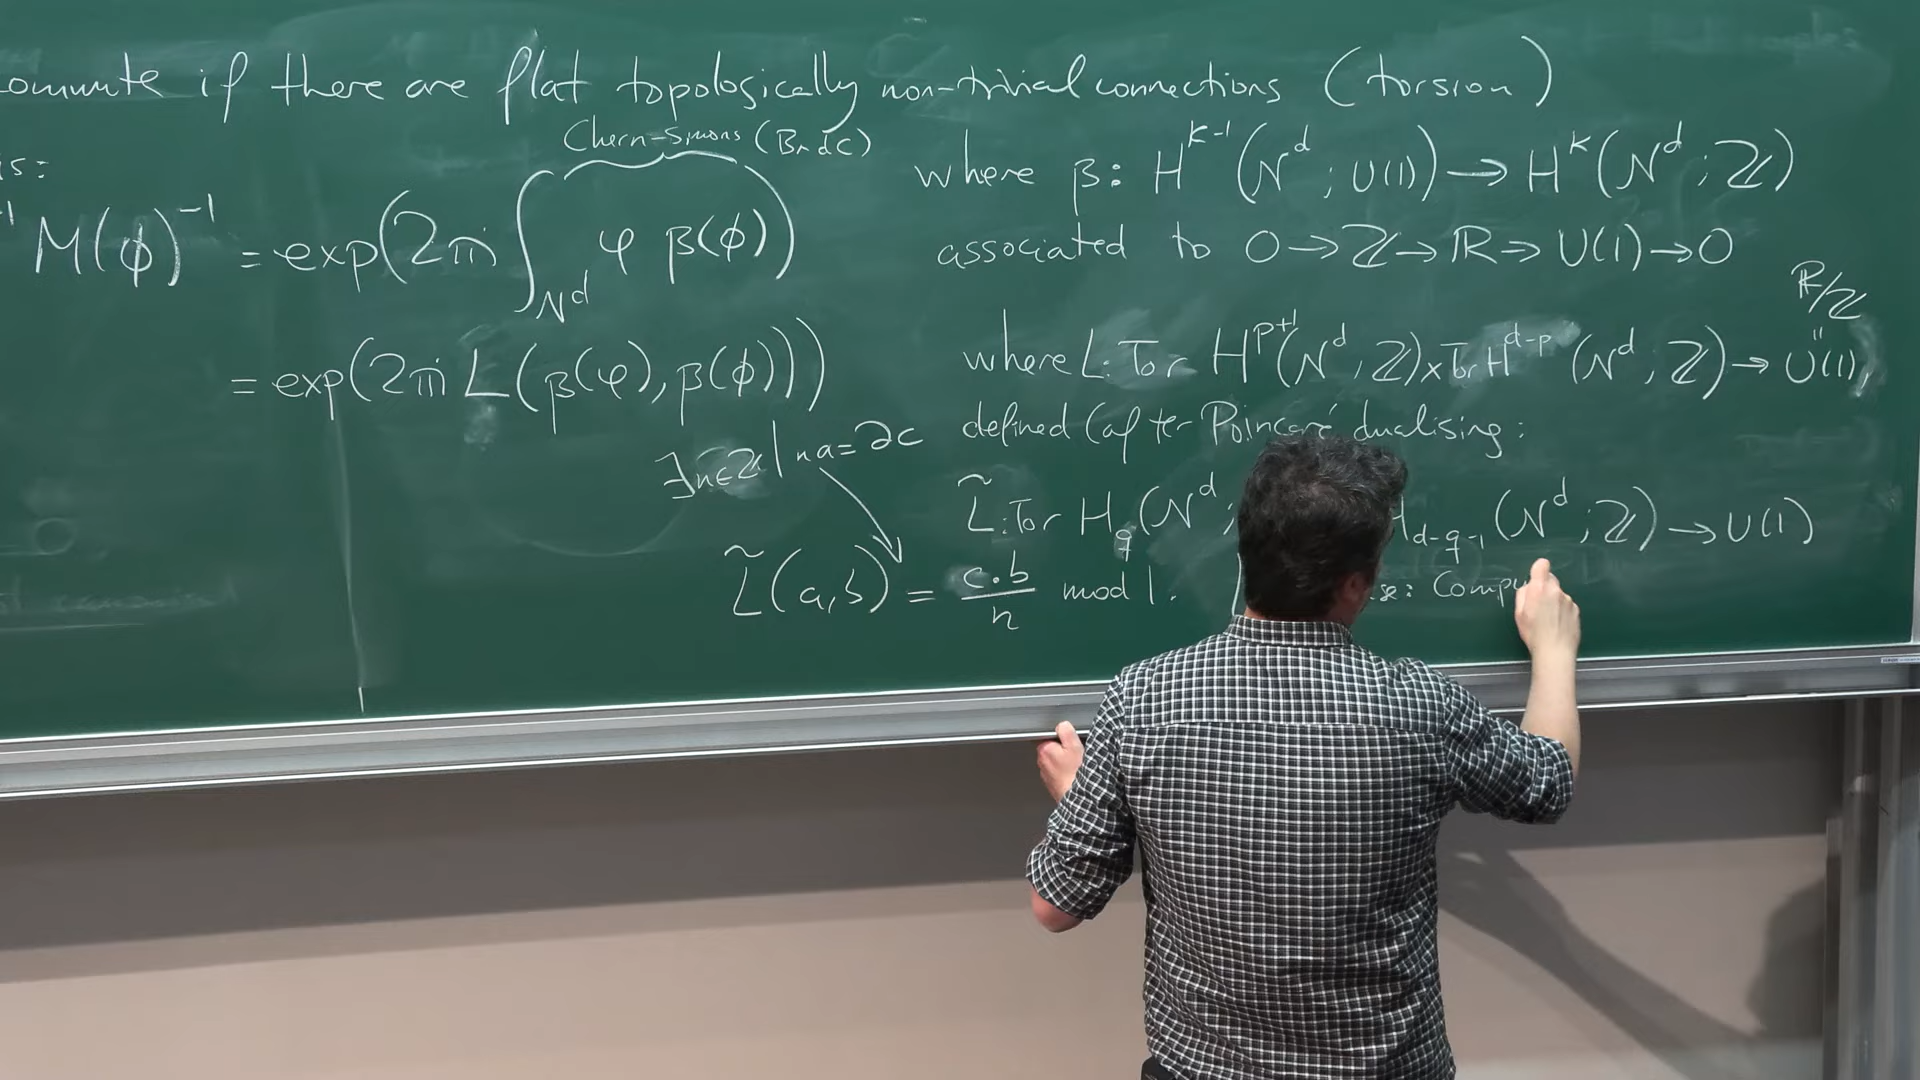 if there are flat topologically non-trivial connections (torsion)
is:
Chern-Simons (B∧dC)
M(ϕ)⁻¹ = exp(2πi ∫_{N^d} φ β(ϕ))
= exp(2πi L(β(φ), β(ϕ)))
∃n∈ℤ | na=∂c
L̃(a,b) = c·b/n mod 1.
where β: H^{k-1}(N^d; U(1)) → H^k(N^d; ℤ)
associated to 0→ℤ→ℝ→U(1)→0
ℝ/ℤ
"
where L: Tor H^{p+1}(N^d; ℤ) × Tor H^{d-p}(N^d; ℤ) → U(1),
defined (after Poincaré dualising:
L̃: Tor H_q(N^d; H_{d-q-1}(N^d; ℤ) → U(1)